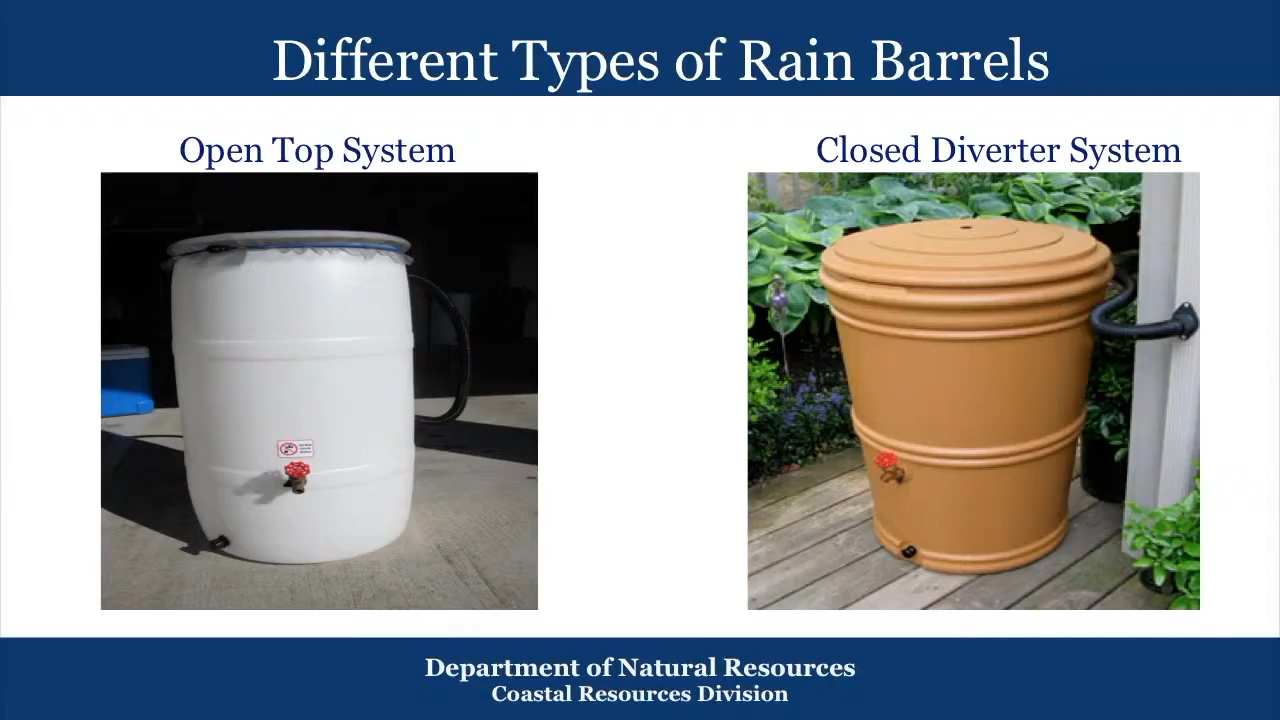 Different Types of Rain Barrels
Open Top System
Closed Diverter System
Department of Natural Resources
Coastal Resources Division